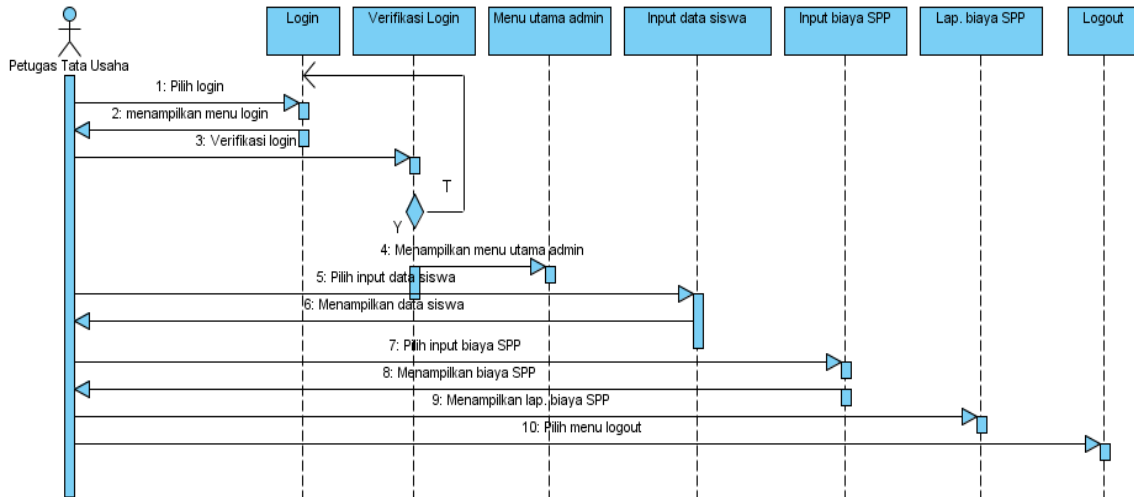 Login
Verifikasi Login
Menu utama admin
Input data siswa
Input biaya SPP
Lap. biaya SPP
Logout
Petugas Tata Usaha
1: Pilih login
2: menampilkan menu login
3: Verifikasi login
T
Y
4: Menampilkan menu utama admin
5: Pilih input data siswa
6: Menampilkan data siswa
7: Pilih input biaya SPP
8: Menampilkan biaya SPP
9: Menampilkan lap. biaya SPP
10: Pilih menu logout